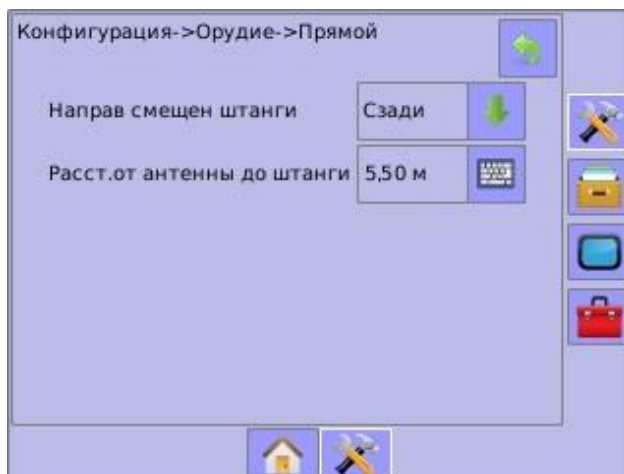 Конфигурация->Орудие->Прямой
Направ смещен штанги Сзади
Расст.от антенны до штанги 5,50 м